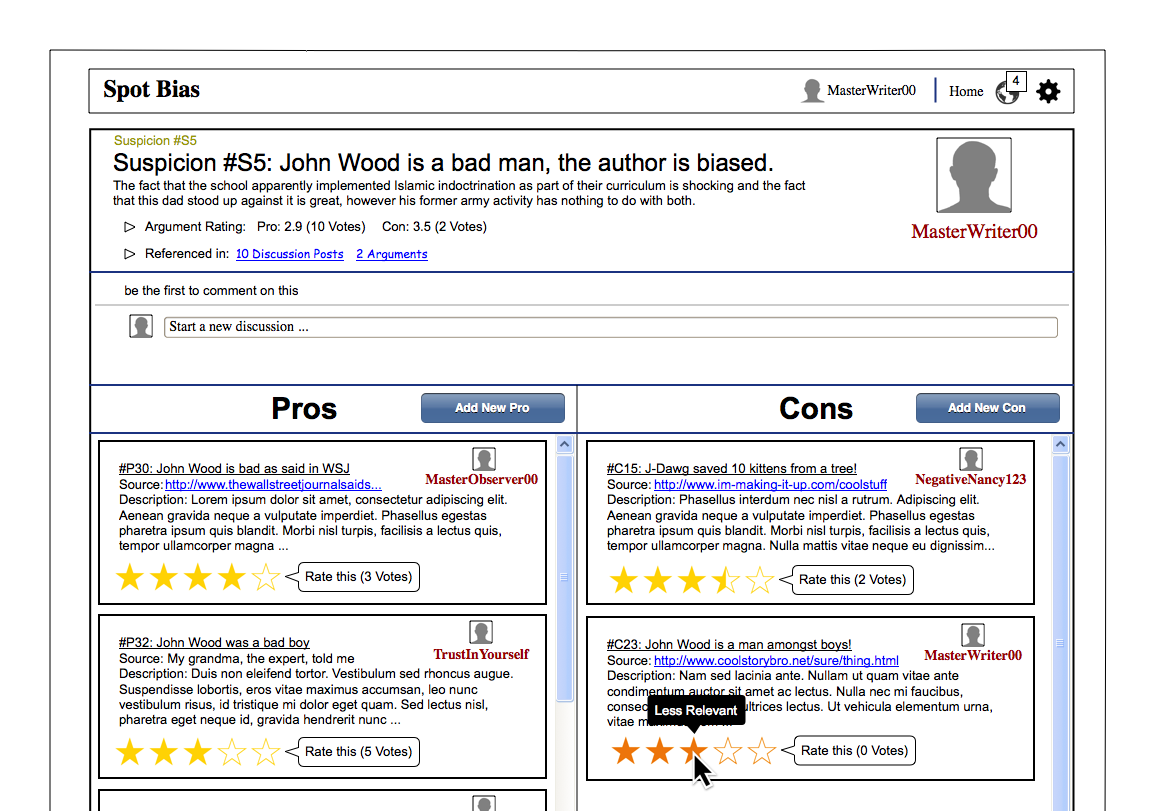 Spot Bias
MasterWriter00
Home
4
Suspicion #S5
Suspicion #S5: John Wood is a bad man, the author is biased.
The fact that the school apparently implemented Islamic indoctrination as part of their curriculum is shocking and the fact
that this dad stood up against it is great, however his former army activity has nothing to do with both.
MasterWriter00
Argument Rating: Pro: 2.9 (10 Votes) Con: 3.5 (2 Votes)
Referenced in: 10 Discussion Posts 2 Arguments
be the first to comment on this
Start a new discussion ...
Pros
Add New Pro
Cons
Add New Con
#P30: John Wood is bad as said in WSJ
Source: http://www.thewallstreetjournalsaids...
MasterObserver00
Description: Lorem ipsum dolor sit amet, consectetur adipiscing elit.
Aenean gravida neque a vulputate imperdiet. Phasellus egestas
pharetra ipsum quis blandit. Morbi nisl turpis, facilisis a lectus quis,
tempor ullamcorper magna ...
Rate this (3 Votes)
#P32: John Wood was a bad boy
Source: My grandma, the expert, told me
TrustInYourself
Description: Duis non eleifend tortor. Vestibulum sed rhoncus augue.
Suspendisse lobortis, eros vitae maximus accumsan, leo nunc
vestibulum risus, id tristique mi dolor eget quam. Sed lectus nisl,
pharetra eget neque id, gravida hendrerit nunc ...
Rate this (5 Votes)
#C15: J-Dawg saved 10 kittens from a tree!
Source: http://www.im-making-it-up.com/coolstuff
NegativeNancy123
Description: Phasellus interdum nec nisl a rutrum. Adipiscing elit.
Aenean gravida neque a vulputate imperdiet. Phasellus egestas
pharetra ipsum quis blandit. Morbi nisl turpis, facilisis a lectus quis,
tempor ullamcorper magna. Nulla mattis vitae neque eu dignissim...
Rate this (2 Votes)
#C23: John Wood is a man amongst boys!
Source: http://www.coolstorybro.net/sure/thing.html
MasterWriter00
Description: Nam sed lacinia ante. Nullam ut quam vitae ante
condimentum auctor sit amet ac lectus. Nulla nec mi faucibus,
ultrices lectus. Ut vehicula elementum urna,
vitae
Less Relevant
Rate this (0 Votes)